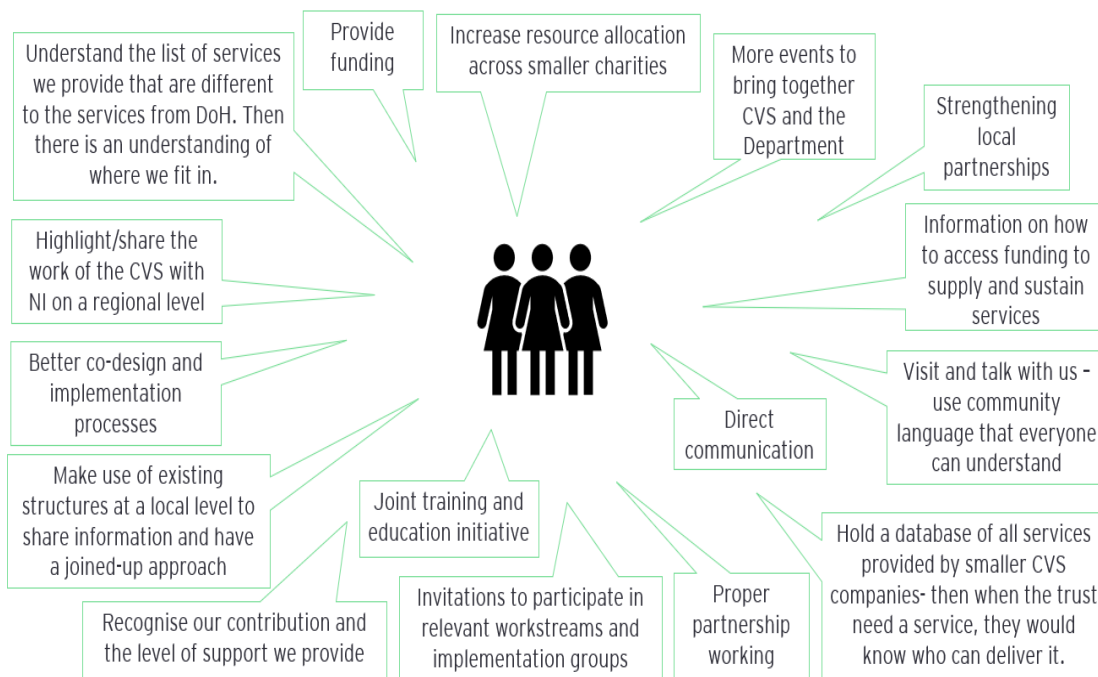 Understand the list of services
we provide that are different
to the services from DoH. Then
there is an understanding of
where we fit in.
Provide
funding
Increase resource allocation
across smaller charities
More events to
bring together
CVS and the
Department
Strengthening
local
partnerships
Highlight/share the
work of the CVS with
NI on a regional level
Information on how
to access funding to
supply and sustain
services
Better co-design and
implementation
processes
Visit and talk with us -
use community
language that everyone
can understand
Direct
communication
Make use of existing
structures at a local level to
share information and have
a joined-up approach
Joint training and
education initiative
Hold a database of all services
provided by smaller CVS
companies- then when the trust
need a service, they would
know who can deliver it.
Recognise our contribution and
the level of support we provide
Invitations to participate in
relevant workstreams and
implementation groups
Proper
partnership
working